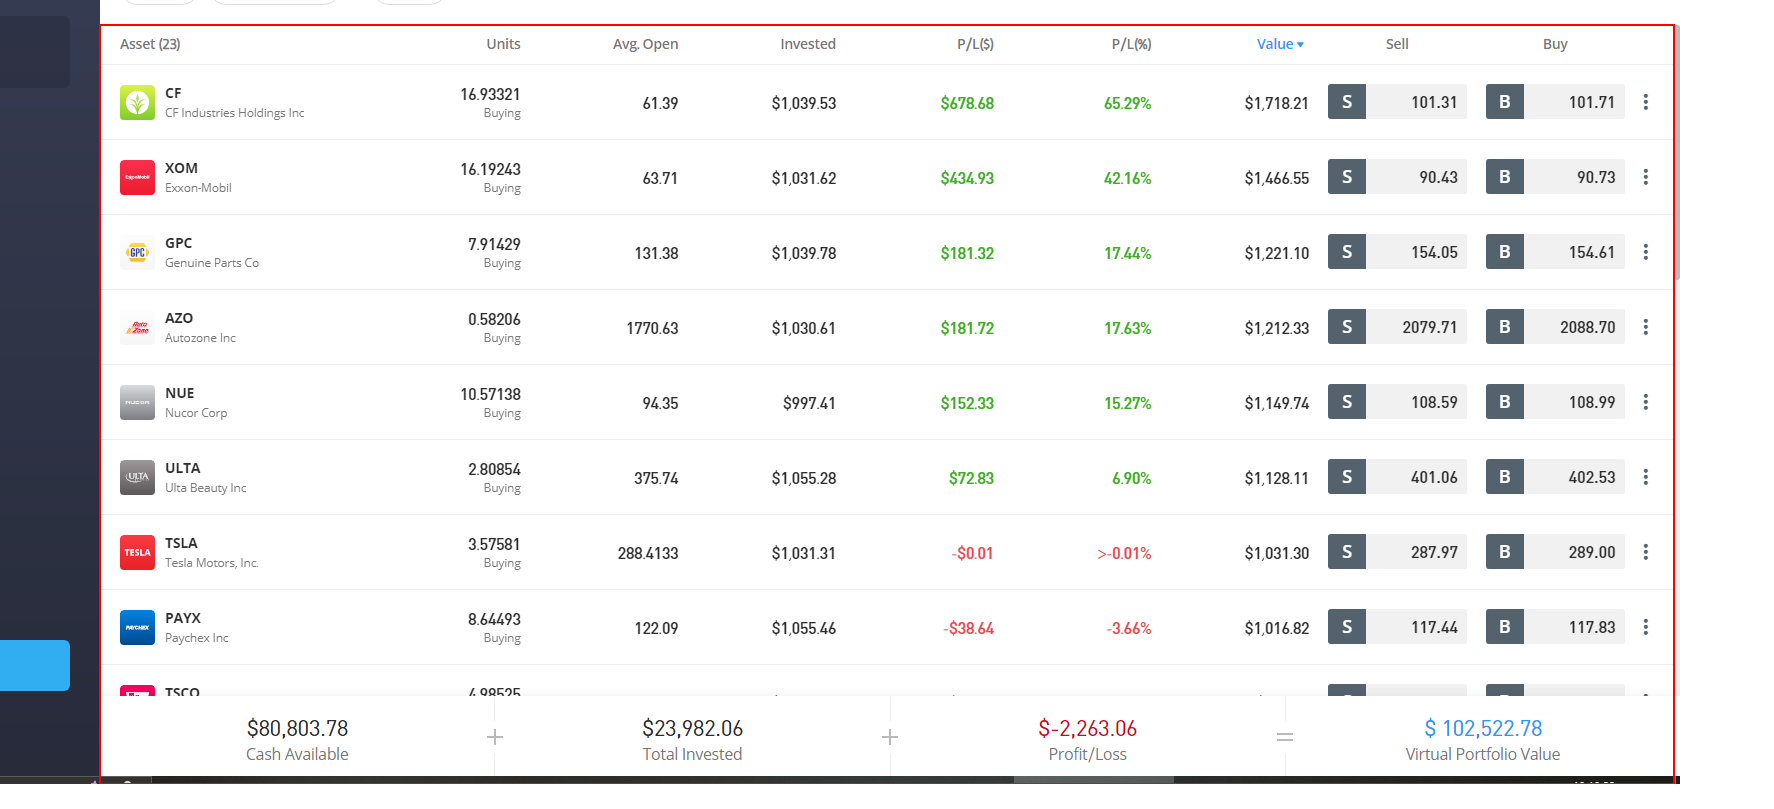 Asset (23) Units Avg. Open Invested P/L($) P/L(%) Value ▾ Sell Buy
CF 16.93321 61.39 $1,039.53 $678.68 65.29% $1,718.21 S 101.31 B 101.71
CF Industries Holdings Inc Buying
ExxonMobil XOM 16.19243 63.71 $1,031.62 $434.93 42.16% $1,466.55 S 90.43 B 90.73
Exxon-Mobil Buying
GPC GPC 7.91429 131.38 $1,039.78 $181.32 17.44% $1,221.10 S 154.05 B 154.61
Genuine Parts Co Buying
Auto Zone AZO 0.58206 1770.63 $1,030.61 $181.72 17.63% $1,212.33 S 2079.71 B 2088.70
Autozone Inc Buying
NUCOR NUE 10.57138 94.35 $997.41 $152.33 15.27% $1,149.74 S 108.59 B 108.99
Nucor Corp Buying
ULTA ULTA 2.80854 375.74 $1,055.28 $72.83 6.90% $1,128.11 S 401.06 B 402.53
Ulta Beauty Inc Buying
TESLA TSLA 3.57581 288.4133 $1,031.31 -$0.01 >-0.01% $1,031.30 S 287.97 B 289.00
Tesla Motors, Inc. Buying
PAYCHEX PAYX 8.64493 122.09 $1,055.46 -$38.64 -3.66% $1,016.82 S 117.44 B 117.83
Paychex Inc Buying
TSCO 4.98525
$80,803.78 + $23,982.06 + $-2,263.06 = $ 102,522.78
Cash Available Total Invested Profit/Loss Virtual Portfolio Value